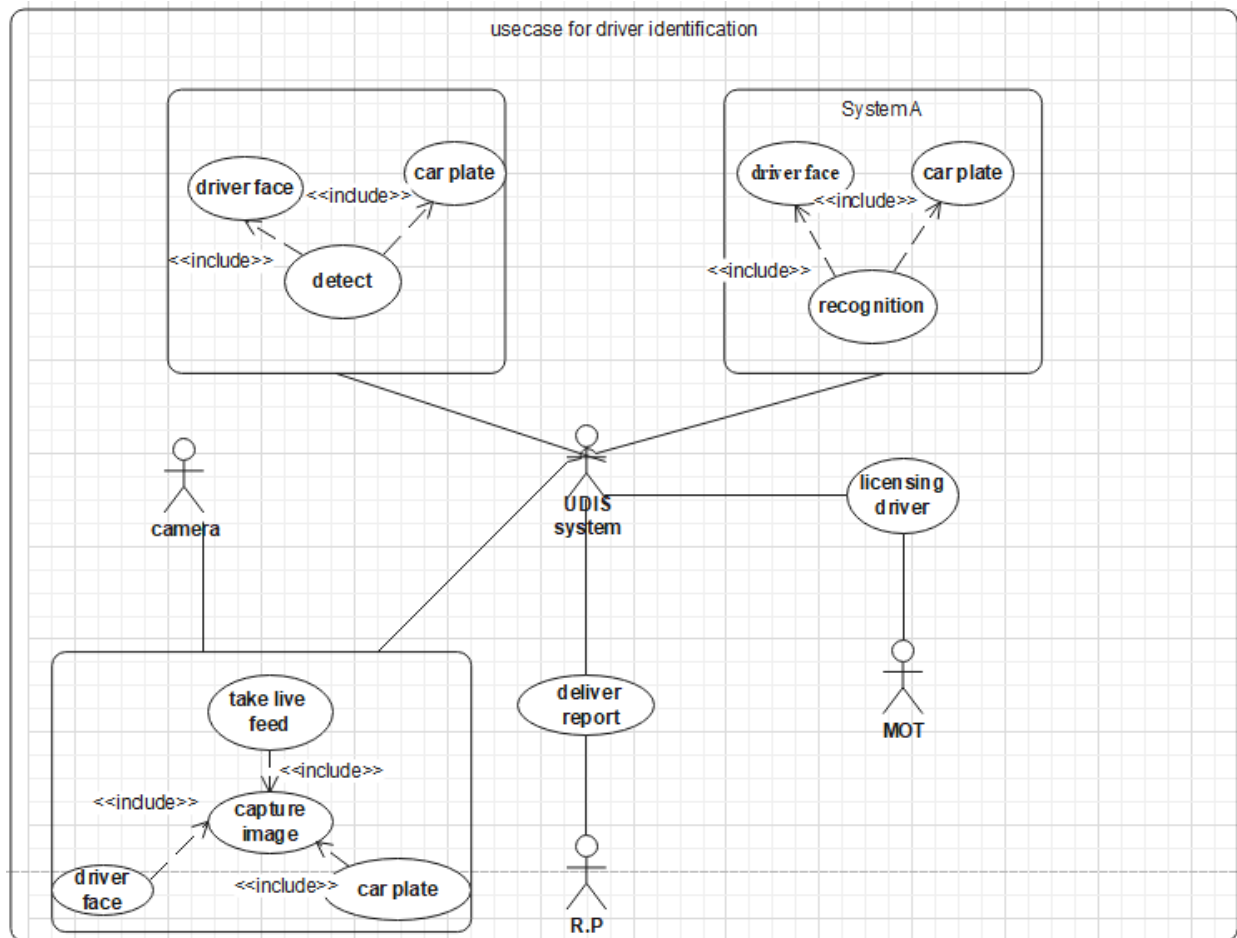 usecase for driver identification
System A
driver face
car plate
<<include>>
<<include>>
detect
driver face
car plate
<<include>>
<<include>>
recognition
camera
UDIS
system
licensing
driver
take live
feed
<<include>>
<<include>>
capture
image
driver
face
<<include>>
car plate
deliver
report
MOT
R.P